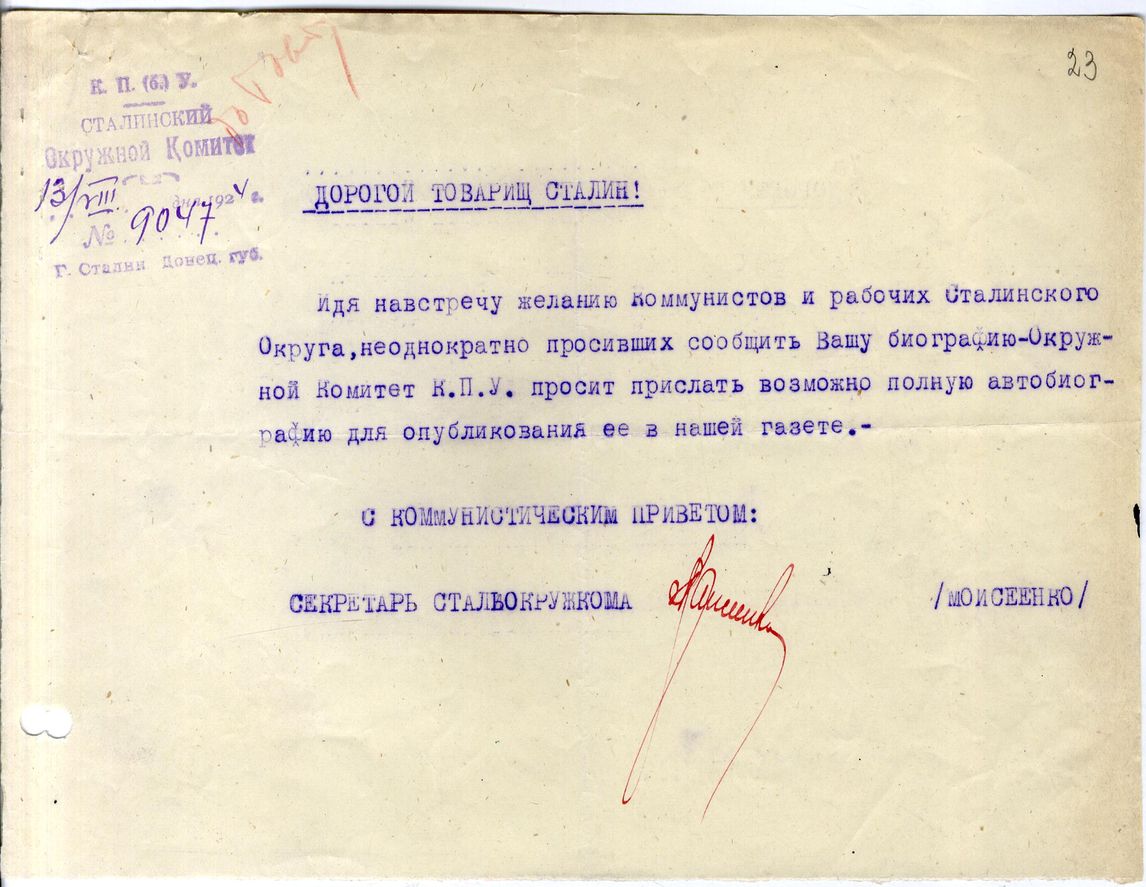 23
К. П. (б.) У.
СТАЛИНСКИЙ
Окружной Комитет
13/VIII дня 1924 г.
№ 9047
Г. Сталин Донец. губ.
ДОРОГОЙ ТОВАРИЩ СТАЛИН!
Идя навстречу желанию Коммунистов и рабочих Сталинского
Округа,неоднократно просивших сообщить Вашу биографию-Окруж-
ной Комитет К.П.У. просит прислать возможно полную автобиог-
рафию для опубликования ее в нашей газете.-
С КОММУНИСТИЧЕСКИМ ПРИВЕТОМ:
СЕКРЕТАРЬ СТАЛЬОКРУЖКОМА
/МОИСЕЕНКО/